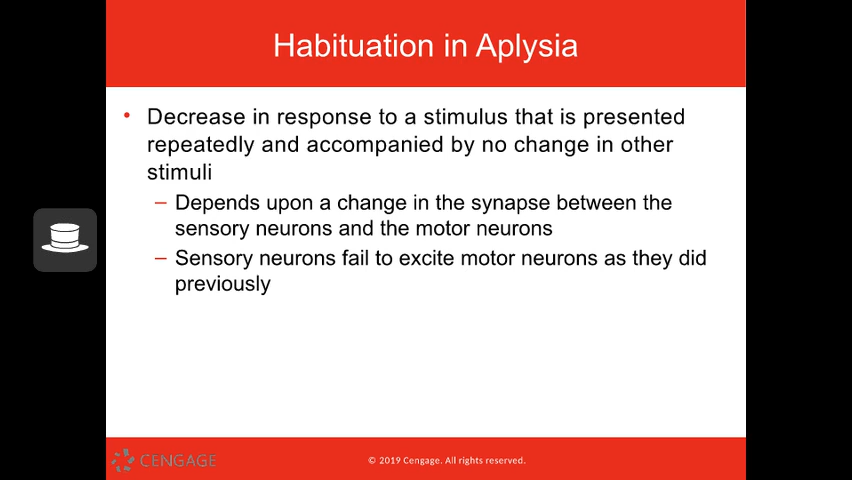 Habituation in Aplysia
• Decrease in response to a stimulus that is presented
repeatedly and accompanied by no change in other
stimuli
– Depends upon a change in the synapse between the
sensory neurons and the motor neurons
– Sensory neurons fail to excite motor neurons as they did
previously
CENGAGE
© 2019 Cengage. All rights reserved.